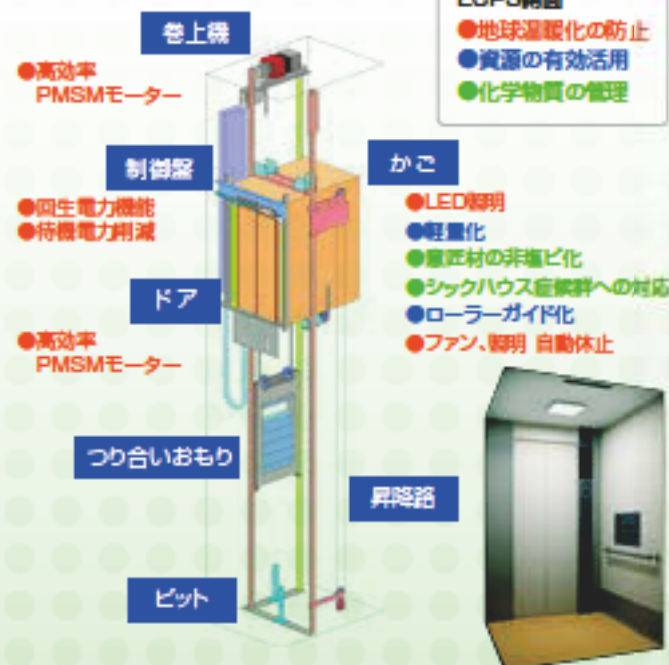 巻上機
●高効率
PMSMモーター
●地球温暖化の防止
●資源の有効活用
●化学物質の管理
制御盤
●回生電力機能
●待機電力削減
かご
●LED照明
●軽量化
●意匠材の非塩ビ化
●シックハウス症候群への対応
●ローラーガイド化
●ファン、照明 自動休止
ドア
●高効率
PMSMモーター
つり合いおもり
昇降路
ピット